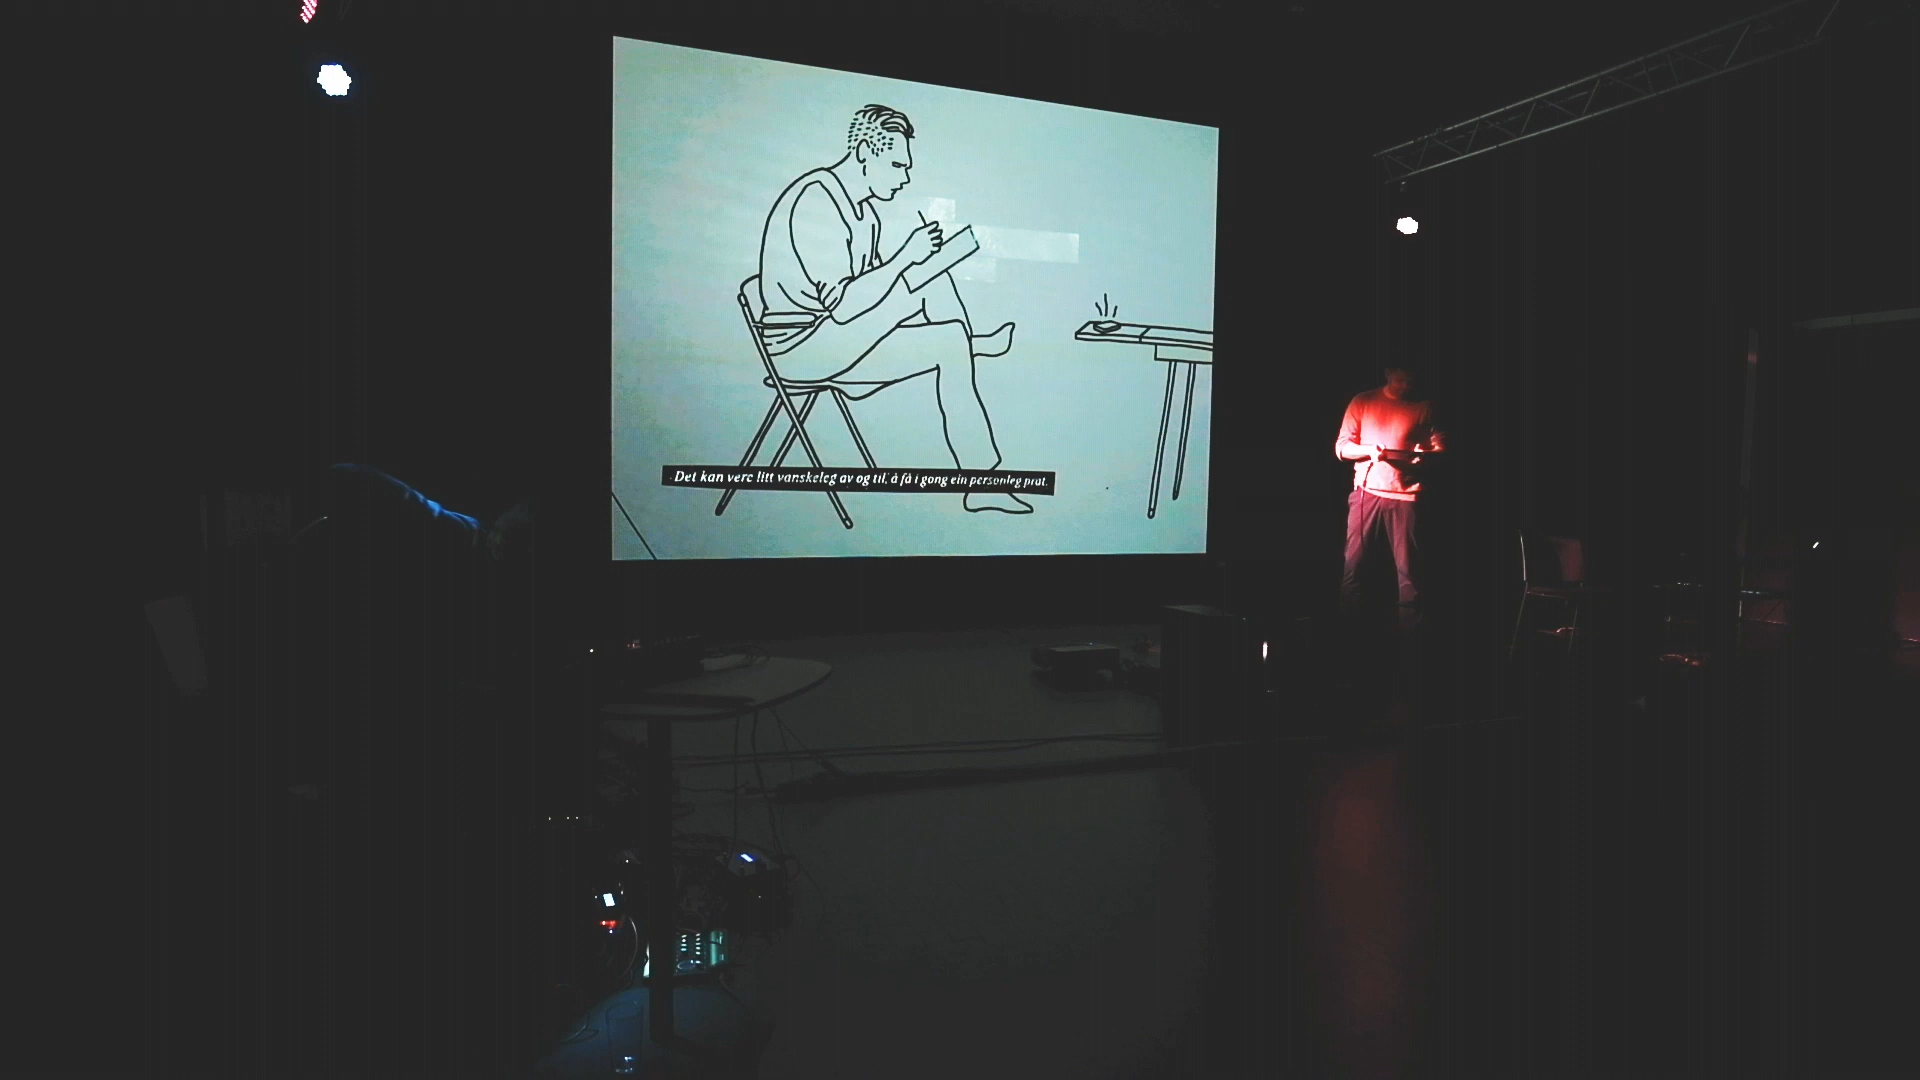 Det kan vere litt vanskeleg av og til, å få i gong ein personleg prat.